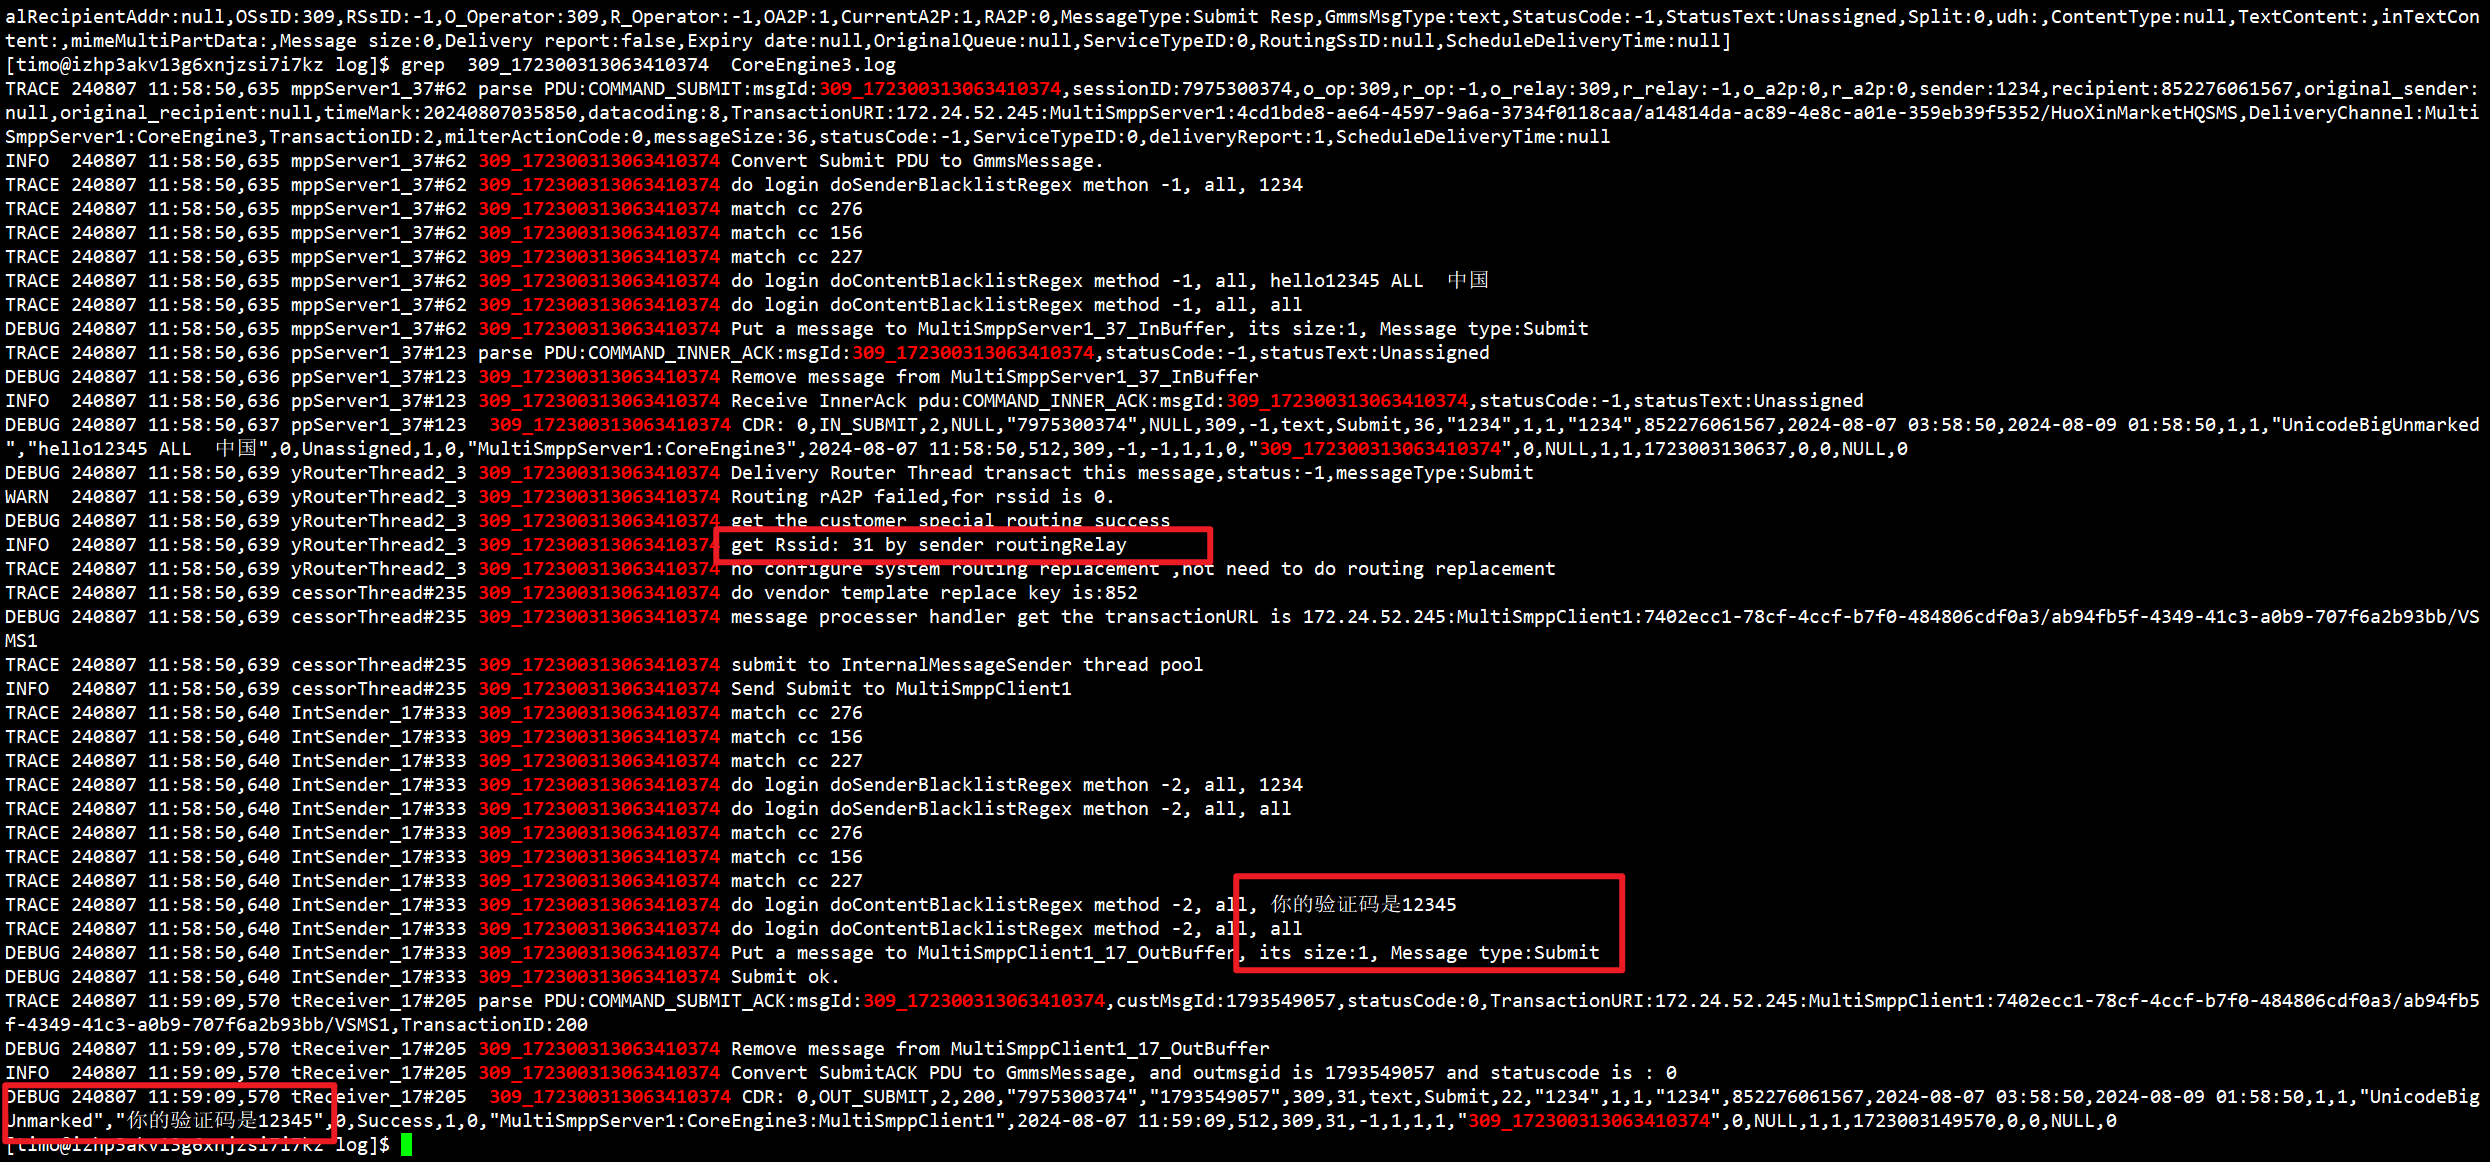 alRecipientAddr:null,OSsID:309,RSsID:-1,O_Operator:309,R_Operator:-1,OA2P:1,CurrentA2P:1,RA2P:0,MessageType:Submit Resp,GmmsMsgType:text,StatusCode:-1,StatusText:Unassigned,Split:0,udh:,ContentType:null,TextContent:,inTextCon
tent:,mimeMultiPartData:,Message size:0,Delivery report:false,Expiry date:null,OriginalQueue:null,ServiceTypeID:0,RoutingSsID:null,ScheduleDeliveryTime:null]
[timo@izhp3akv13g6xnjzsi7i7kz log]$ grep  309_172300313063410374  CoreEngine3.log
TRACE 240807 11:58:50,635 mppServer1_37#62 parse PDU:COMMAND_SUBMIT:msgId:309_172300313063410374,sessionID:7975300374,o_op:309,r_op:-1,o_relay:309,r_relay:-1,o_a2p:0,r_a2p:0,sender:1234,recipient:852276061567,original_sender:
null,original_recipient:null,timeMark:20240807035850,datacoding:8,TransactionURI:172.24.52.245:MultiSmppServer1:4cd1bde8-ae64-4597-9a6a-3734f0118caa/a14814da-ac89-4e8c-a01e-359eb39f5352/HuoXinMarketHQSMS,DeliveryChannel:Multi
SmppServer1:CoreEngine3,TransactionID:2,milterActionCode:0,messageSize:36,statusCode:-1,ServiceTypeID:0,deliveryReport:1,ScheduleDeliveryTime:null
INFO  240807 11:58:50,635 mppServer1_37#62 309_172300313063410374 Convert Submit PDU to GmmsMessage.
TRACE 240807 11:58:50,635 mppServer1_37#62 309_172300313063410374 do login doSenderBlacklistRegex methon -1, all, 1234
TRACE 240807 11:58:50,635 mppServer1_37#62 309_172300313063410374 match cc 276
TRACE 240807 11:58:50,635 mppServer1_37#62 309_172300313063410374 match cc 156
TRACE 240807 11:58:50,635 mppServer1_37#62 309_172300313063410374 match cc 227
TRACE 240807 11:58:50,635 mppServer1_37#62 309_172300313063410374 do login doContentBlacklistRegex method -1, all, hello12345 ALL  中国
TRACE 240807 11:58:50,635 mppServer1_37#62 309_172300313063410374 do login doContentBlacklistRegex method -1, all, all
DEBUG 240807 11:58:50,635 mppServer1_37#62 309_172300313063410374 Put a message to MultiSmppServer1_37_InBuffer, its size:1, Message type:Submit
TRACE 240807 11:58:50,636 ppServer1_37#123 parse PDU:COMMAND_INNER_ACK:msgId:309_172300313063410374,statusCode:-1,statusText:Unassigned
DEBUG 240807 11:58:50,636 ppServer1_37#123 309_172300313063410374 Remove message from MultiSmppServer1_37_InBuffer
INFO  240807 11:58:50,636 ppServer1_37#123 309_172300313063410374 Receive InnerAck pdu:COMMAND_INNER_ACK:msgId:309_172300313063410374,statusCode:-1,statusText:Unassigned
DEBUG 240807 11:58:50,637 ppServer1_37#123  309_172300313063410374 CDR: 0,IN_SUBMIT,2,NULL,"7975300374",NULL,309,-1,text,Submit,36,"1234",1,1,"1234",852276061567,2024-08-07 03:58:50,2024-08-09 01:58:50,1,1,"UnicodeBigUnmarked
","hello12345 ALL  中国",0,Unassigned,1,0,"MultiSmppServer1:CoreEngine3",2024-08-07 11:58:50,512,309,-1,-1,1,1,0,"309_172300313063410374",0,NULL,1,1,1723003130637,0,0,NULL,0
DEBUG 240807 11:58:50,639 yRouterThread2_3 309_172300313063410374 Delivery Router Thread transact this message,status:-1,messageType:Submit
WARN  240807 11:58:50,639 yRouterThread2_3 309_172300313063410374 Routing rA2P failed,for rssid is 0.
DEBUG 240807 11:58:50,639 yRouterThread2_3 309_172300313063410374 get the customer special routing success
INFO  240807 11:58:50,639 yRouterThread2_3 309_172300313063410374 get Rssid: 31 by sender routingRelay
TRACE 240807 11:58:50,639 yRouterThread2_3 309_172300313063410374 no configure system routing replacement ,not need to do routing replacement
TRACE 240807 11:58:50,639 cessorThread#235 309_172300313063410374 do vendor template replace key is:852
DEBUG 240807 11:58:50,639 cessorThread#235 309_172300313063410374 message processer handler get the transactionURL is 172.24.52.245:MultiSmppClient1:7402ecc1-78cf-4ccf-b7f0-484806cdf0a3/ab94fb5f-4349-41c3-a0b9-707f6a2b93bb/VS
MS1
TRACE 240807 11:58:50,639 cessorThread#235 309_172300313063410374 submit to InternalMessageSender thread pool
INFO  240807 11:58:50,639 cessorThread#235 309_172300313063410374 Send Submit to MultiSmppClient1
TRACE 240807 11:58:50,640 IntSender_17#333 309_172300313063410374 match cc 276
TRACE 240807 11:58:50,640 IntSender_17#333 309_172300313063410374 match cc 156
TRACE 240807 11:58:50,640 IntSender_17#333 309_172300313063410374 match cc 227
TRACE 240807 11:58:50,640 IntSender_17#333 309_172300313063410374 do login doSenderBlacklistRegex methon -2, all, 1234
TRACE 240807 11:58:50,640 IntSender_17#333 309_172300313063410374 do login doSenderBlacklistRegex methon -2, all, all
TRACE 240807 11:58:50,640 IntSender_17#333 309_172300313063410374 match cc 276
TRACE 240807 11:58:50,640 IntSender_17#333 309_172300313063410374 match cc 156
TRACE 240807 11:58:50,640 IntSender_17#333 309_172300313063410374 match cc 227
TRACE 240807 11:58:50,640 IntSender_17#333 309_172300313063410374 do login doContentBlacklistRegex method -2, all, 你的验证码是12345
TRACE 240807 11:58:50,640 IntSender_17#333 309_172300313063410374 do login doContentBlacklistRegex method -2, all, all
DEBUG 240807 11:58:50,640 IntSender_17#333 309_172300313063410374 Put a message to MultiSmppClient1_17_OutBuffer, its size:1, Message type:Submit
DEBUG 240807 11:58:50,640 IntSender_17#333 309_172300313063410374 Submit ok.
TRACE 240807 11:59:09,570 tReceiver_17#205 parse PDU:COMMAND_SUBMIT_ACK:msgId:309_172300313063410374,custMsgId:1793549057,statusCode:0,TransactionURI:172.24.52.245:MultiSmppClient1:7402ecc1-78cf-4ccf-b7f0-484806cdf0a3/ab94fb5
f-4349-41c3-a0b9-707f6a2b93bb/VSMS1,TransactionID:200
DEBUG 240807 11:59:09,570 tReceiver_17#205 309_172300313063410374 Remove message from MultiSmppClient1_17_OutBuffer
INFO  240807 11:59:09,570 tReceiver_17#205 309_172300313063410374 Convert SubmitACK PDU to GmmsMessage, and outmsgid is 1793549057 and statuscode is : 0
DEBUG 240807 11:59:09,570 tReceiver_17#205  309_172300313063410374 CDR: 0,OUT_SUBMIT,2,200,"7975300374","1793549057",309,31,text,Submit,22,"1234",1,1,"1234",852276061567,2024-08-07 03:58:50,2024-08-09 01:58:50,1,1,"UnicodeBig
Unmarked","你的验证码是12345",0,Success,1,0,"MultiSmppServer1:CoreEngine3:MultiSmppClient1",2024-08-07 11:59:09,512,309,31,-1,1,1,1,"309_172300313063410374",0,NULL,1,1,1723003149570,0,0,NULL,0
[timo@izhp3akv13g6xnjzsi7i7kz log]$